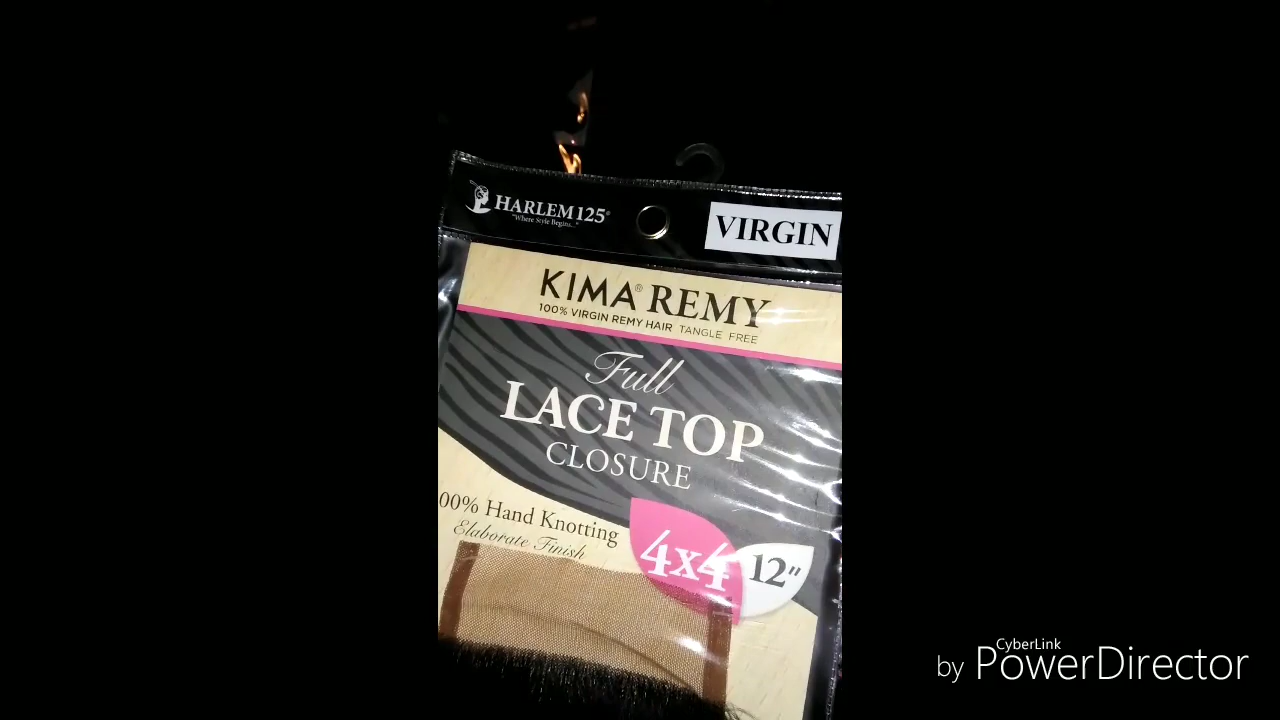 HARLEM125®
"Where Style Begins..."
VIRGIN
KIMA® REMY
100% VIRGIN REMY HAIR TANGLE FREE
Full
LACE TOP
CLOSURE
00% Hand Knotting
Elaborate Finish
4x4
12"
CyberLink
by PowerDirector